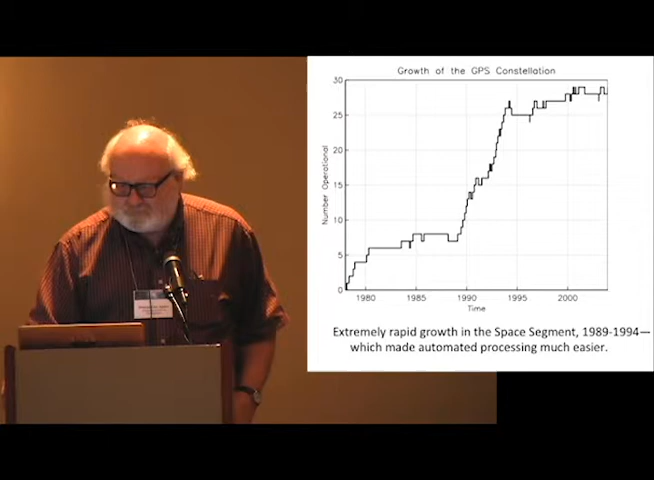 Growth of the GPS Constellation
30
25
20
15
10
5
0
Number Operational
1980 1985 1990 1995 2000
Time
Extremely rapid growth in the Space Segment, 1989-1994—
which made automated processing much easier.